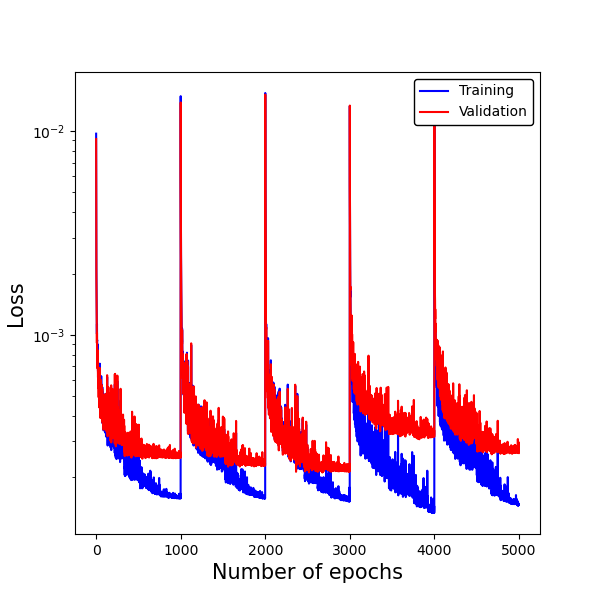 Training
Validation
10⁻²
10⁻³
Loss
0 1000 2000 3000 4000 5000
Number of epochs